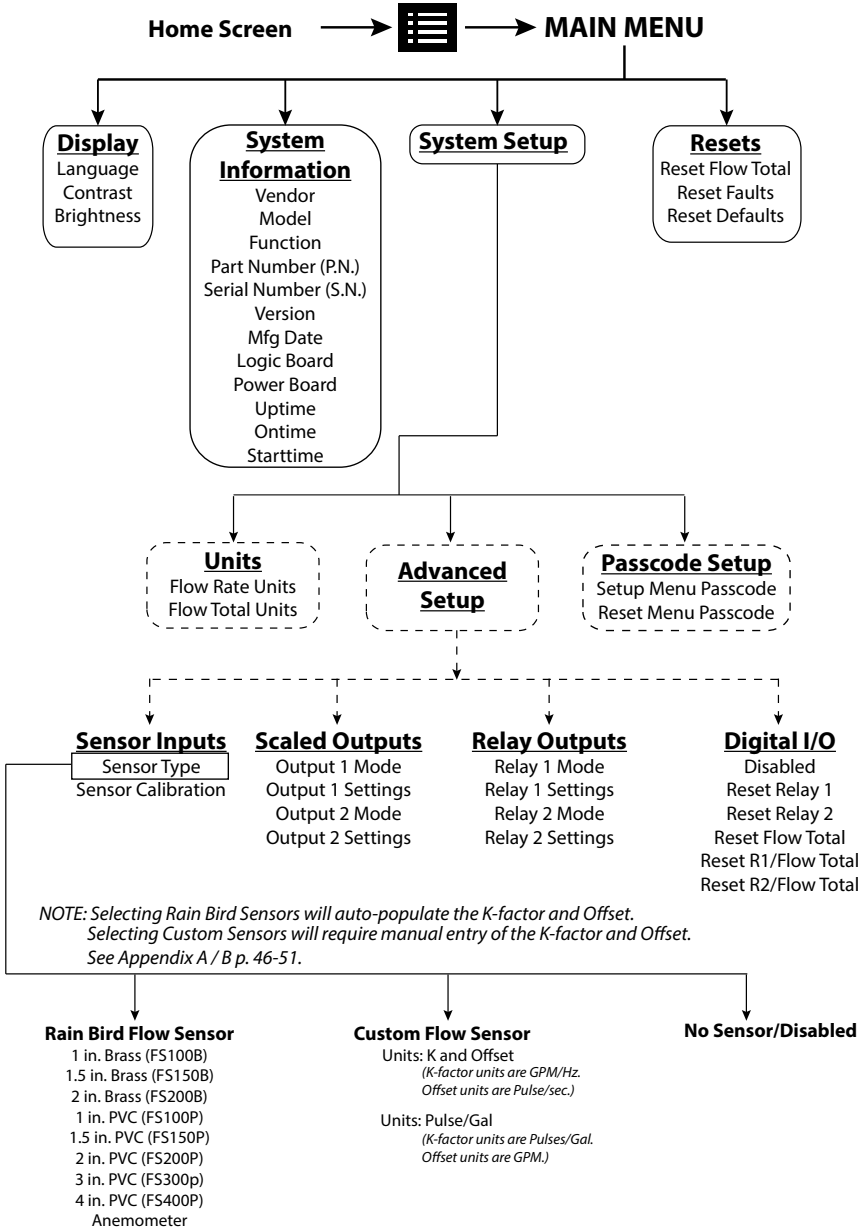 Home Screen
MAIN MENU
Display
Language
Contrast
Brightness
System
Information
Vendor
Model
Function
Part Number (P.N.)
Serial Number (S.N.)
Version
Mfg Date
Logic Board
Power Board
Uptime
Ontime
Starttime
System Setup
Resets
Reset Flow Total
Reset Faults
Reset Defaults
Units
Flow Rate Units
Flow Total Units
Advanced
Setup
Passcode Setup
Setup Menu Passcode
Reset Menu Passcode
Sensor Inputs
Sensor Type
Sensor Calibration
Scaled Outputs
Output 1 Mode
Output 1 Settings
Output 2 Mode
Output 2 Settings
Relay Outputs
Relay 1 Mode
Relay 1 Settings
Relay 2 Mode
Relay 2 Settings
Digital I/O
Disabled
Reset Relay 1
Reset Relay 2
Reset Flow Total
Reset R1/Flow Total
Reset R2/Flow Total
NOTE: Selecting Rain Bird Sensors will auto-populate the K-factor and Offset.
Selecting Custom Sensors will require manual entry of the K-factor and Offset.
See Appendix A / B p. 46-51.
Rain Bird Flow Sensor
1 in. Brass (FS100B)
1.5 in. Brass (FS150B)
2 in. Brass (FS200B)
1 in. PVC (FS100P)
1.5 in. PVC (FS150P)
2 in. PVC (FS200P)
3 in. PVC (FS300p)
4 in. PVC (FS400P)
Anemometer
Custom Flow Sensor
Units: K and Offset
(K-factor units are GPM/Hz.
Offset units are Pulse/sec.)
Units: Pulse/Gal
(K-factor units are Pulses/Gal.
Offset units are GPM.)
No Sensor/Disabled